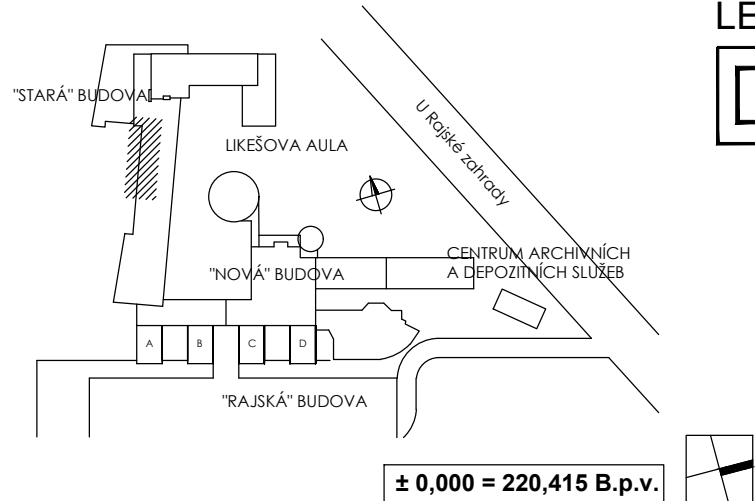 LE
"STARÁ" BUDOVA
U Rajské zahrady
LIKEŠOVA AULA
CENTRUM ARCHIVNÍCH
A DEPOZITNÍCH SLUŽEB
"NOVÁ" BUDOVA
A B C D
"RAJSKÁ" BUDOVA
± 0,000 = 220,415 B.p.v.